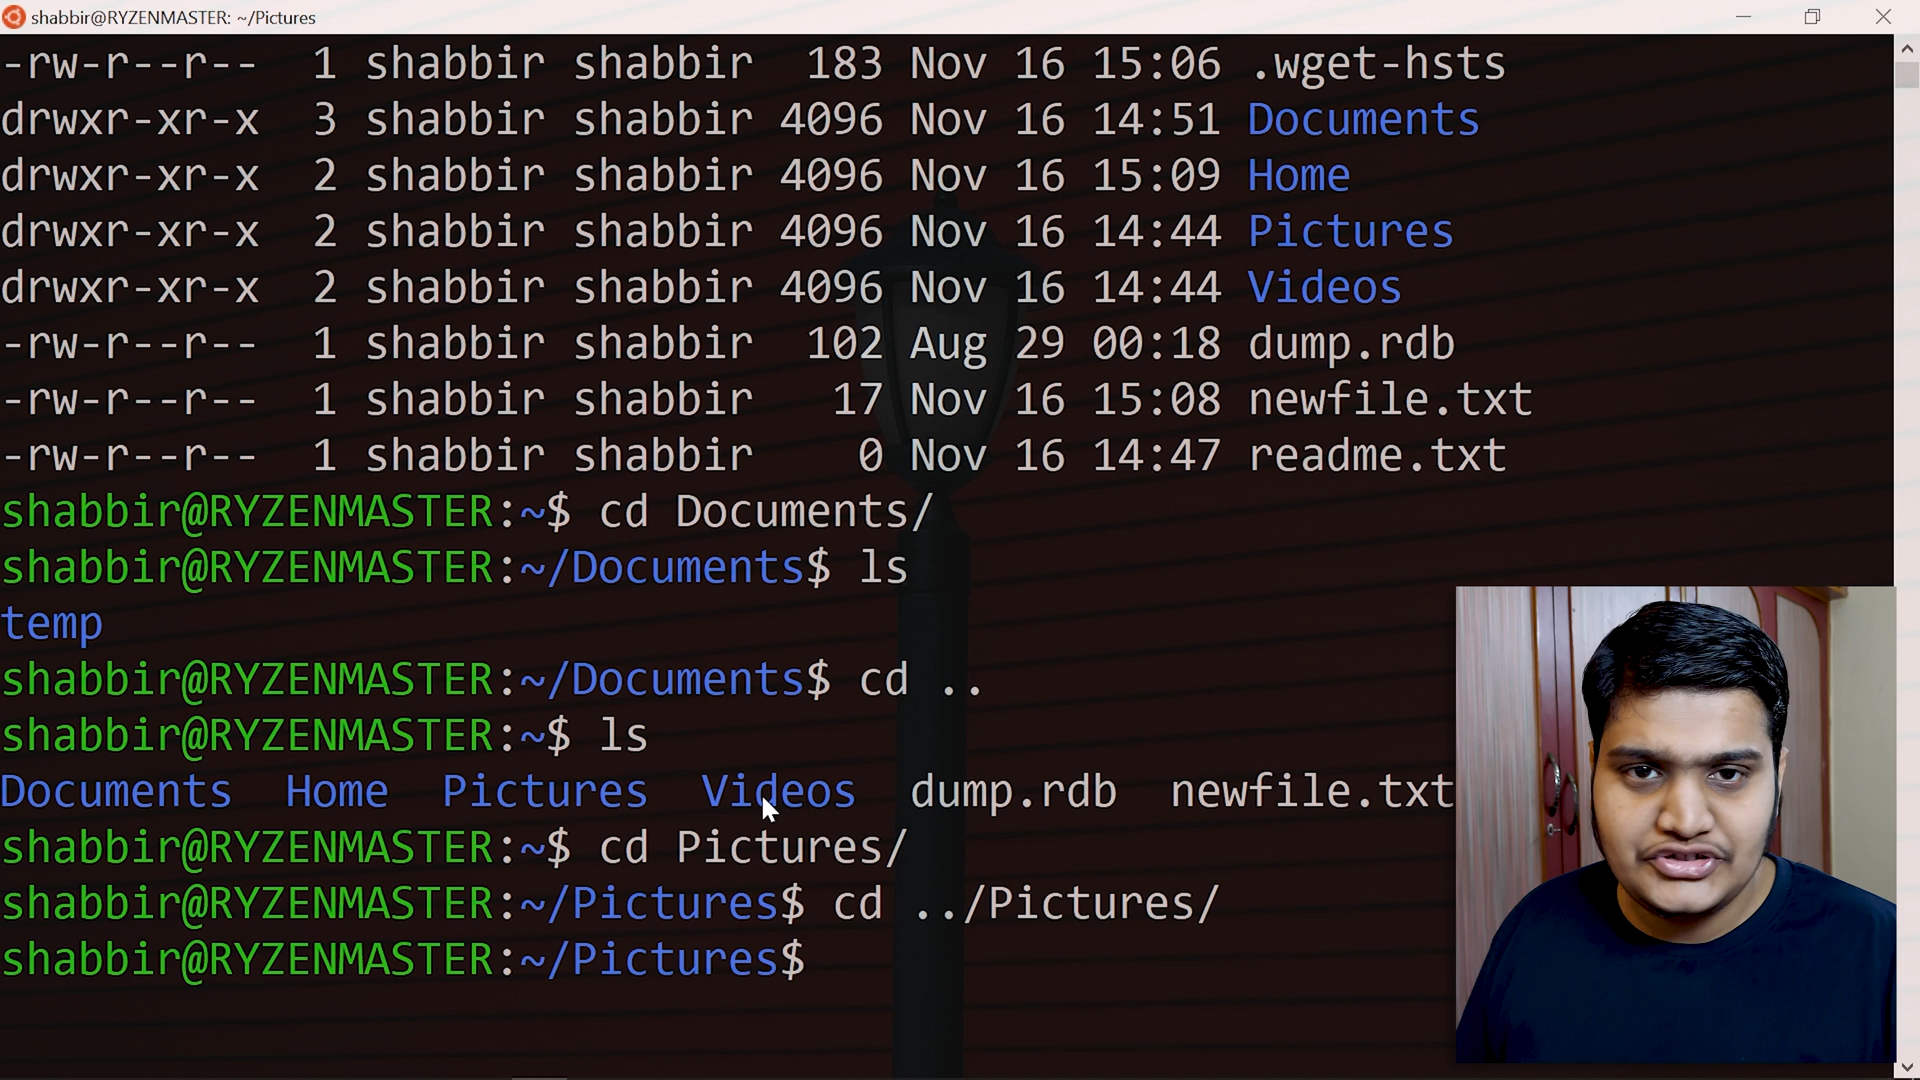 shabbir@RYZENMASTER: ~/Pictures
-rw-r--r-- 1 shabbir shabbir 183 Nov 16 15:06 .wget-hsts
drwxr-xr-x 3 shabbir shabbir 4096 Nov 16 14:51 Documents
drwxr-xr-x 2 shabbir shabbir 4096 Nov 16 15:09 Home
drwxr-xr-x 2 shabbir shabbir 4096 Nov 16 14:44 Pictures
drwxr-xr-x 2 shabbir shabbir 4096 Nov 16 14:44 Videos
-rw-r--r-- 1 shabbir shabbir 102 Aug 29 00:18 dump.rdb
-rw-r--r-- 1 shabbir shabbir 17 Nov 16 15:08 newfile.txt
-rw-r--r-- 1 shabbir shabbir 0 Nov 16 14:47 readme.txt
shabbir@RYZENMASTER:~$ cd Documents/
shabbir@RYZENMASTER:~/Documents$ ls
temp
shabbir@RYZENMASTER:~/Documents$ cd ..
shabbir@RYZENMASTER:~$ ls
Documents Home Pictures Videos dump.rdb newfile.txt
shabbir@RYZENMASTER:~$ cd Pictures/
shabbir@RYZENMASTER:~/Pictures$ cd ../Pictures/
shabbir@RYZENMASTER:~/Pictures$